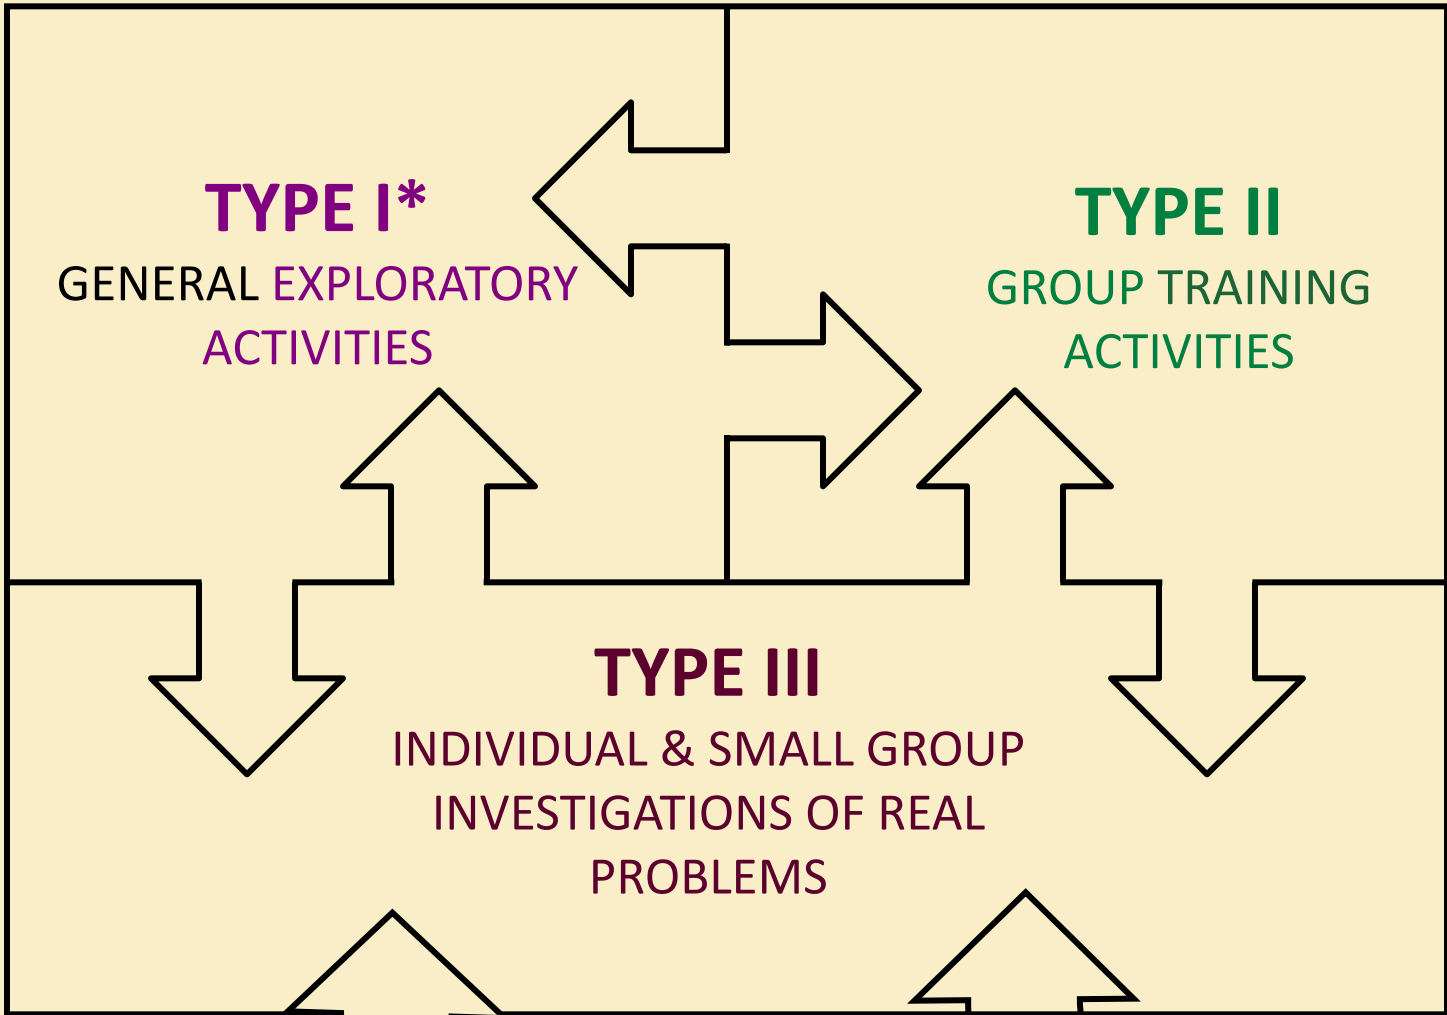 TYPE I*
GENERAL EXPLORATORY
ACTIVITIES
TYPE II
GROUP TRAINING
ACTIVITIES
TYPE III
INDIVIDUAL & SMALL GROUP
INVESTIGATIONS OF REAL
PROBLEMS